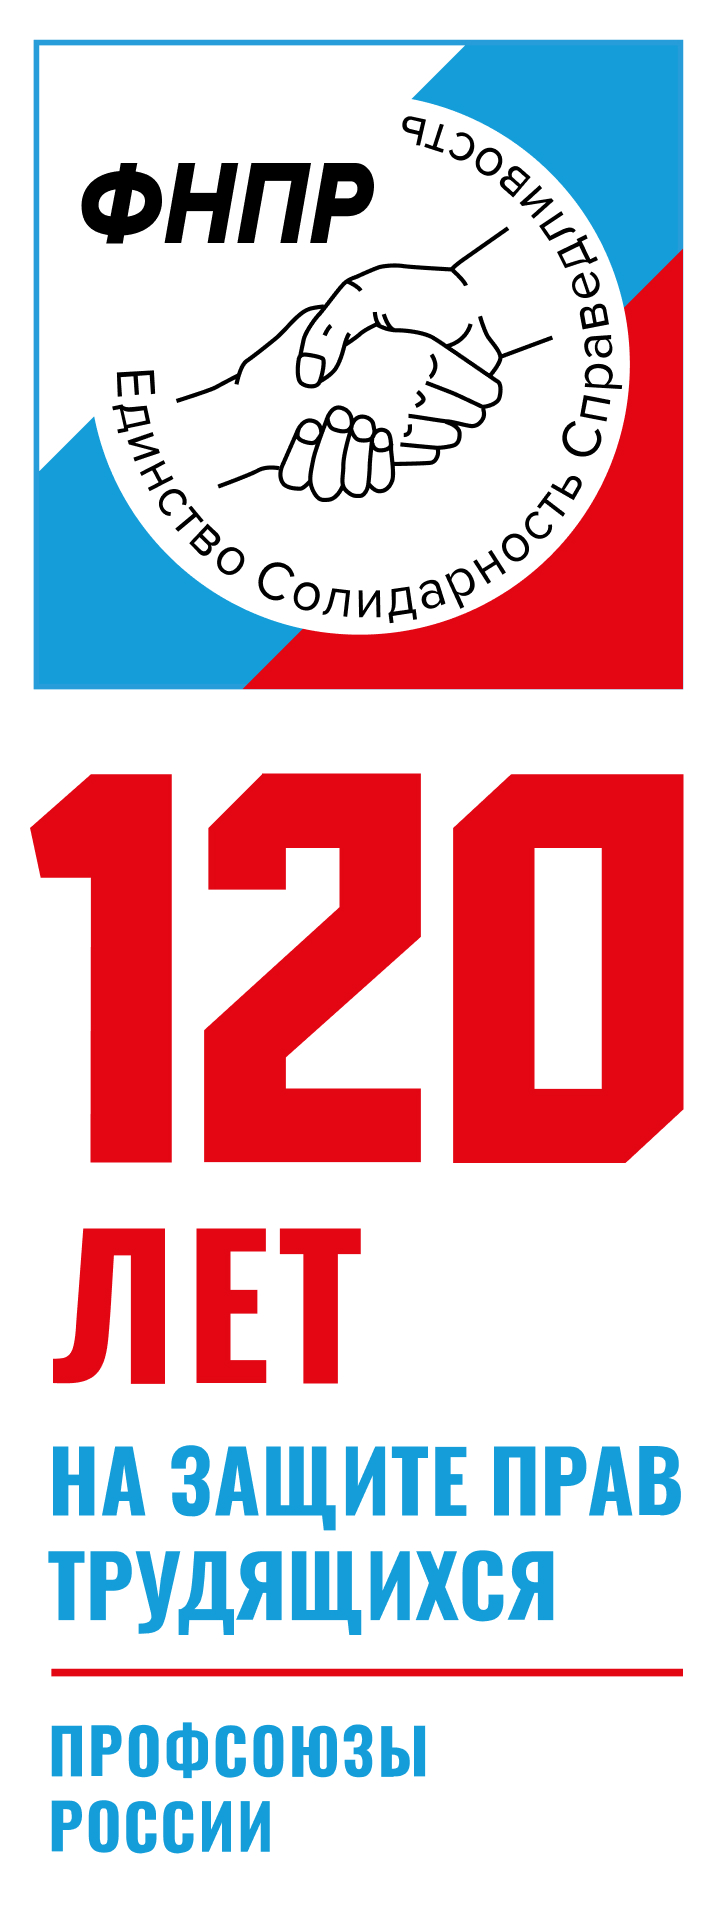 ФНПР
Единство Солидарность Справедливость
120
ЛЕТ
НА ЗАЩИТЕ ПРАВ
ТРУДЯЩИХСЯ
ПРОФСОЮЗЫ
РОССИИ